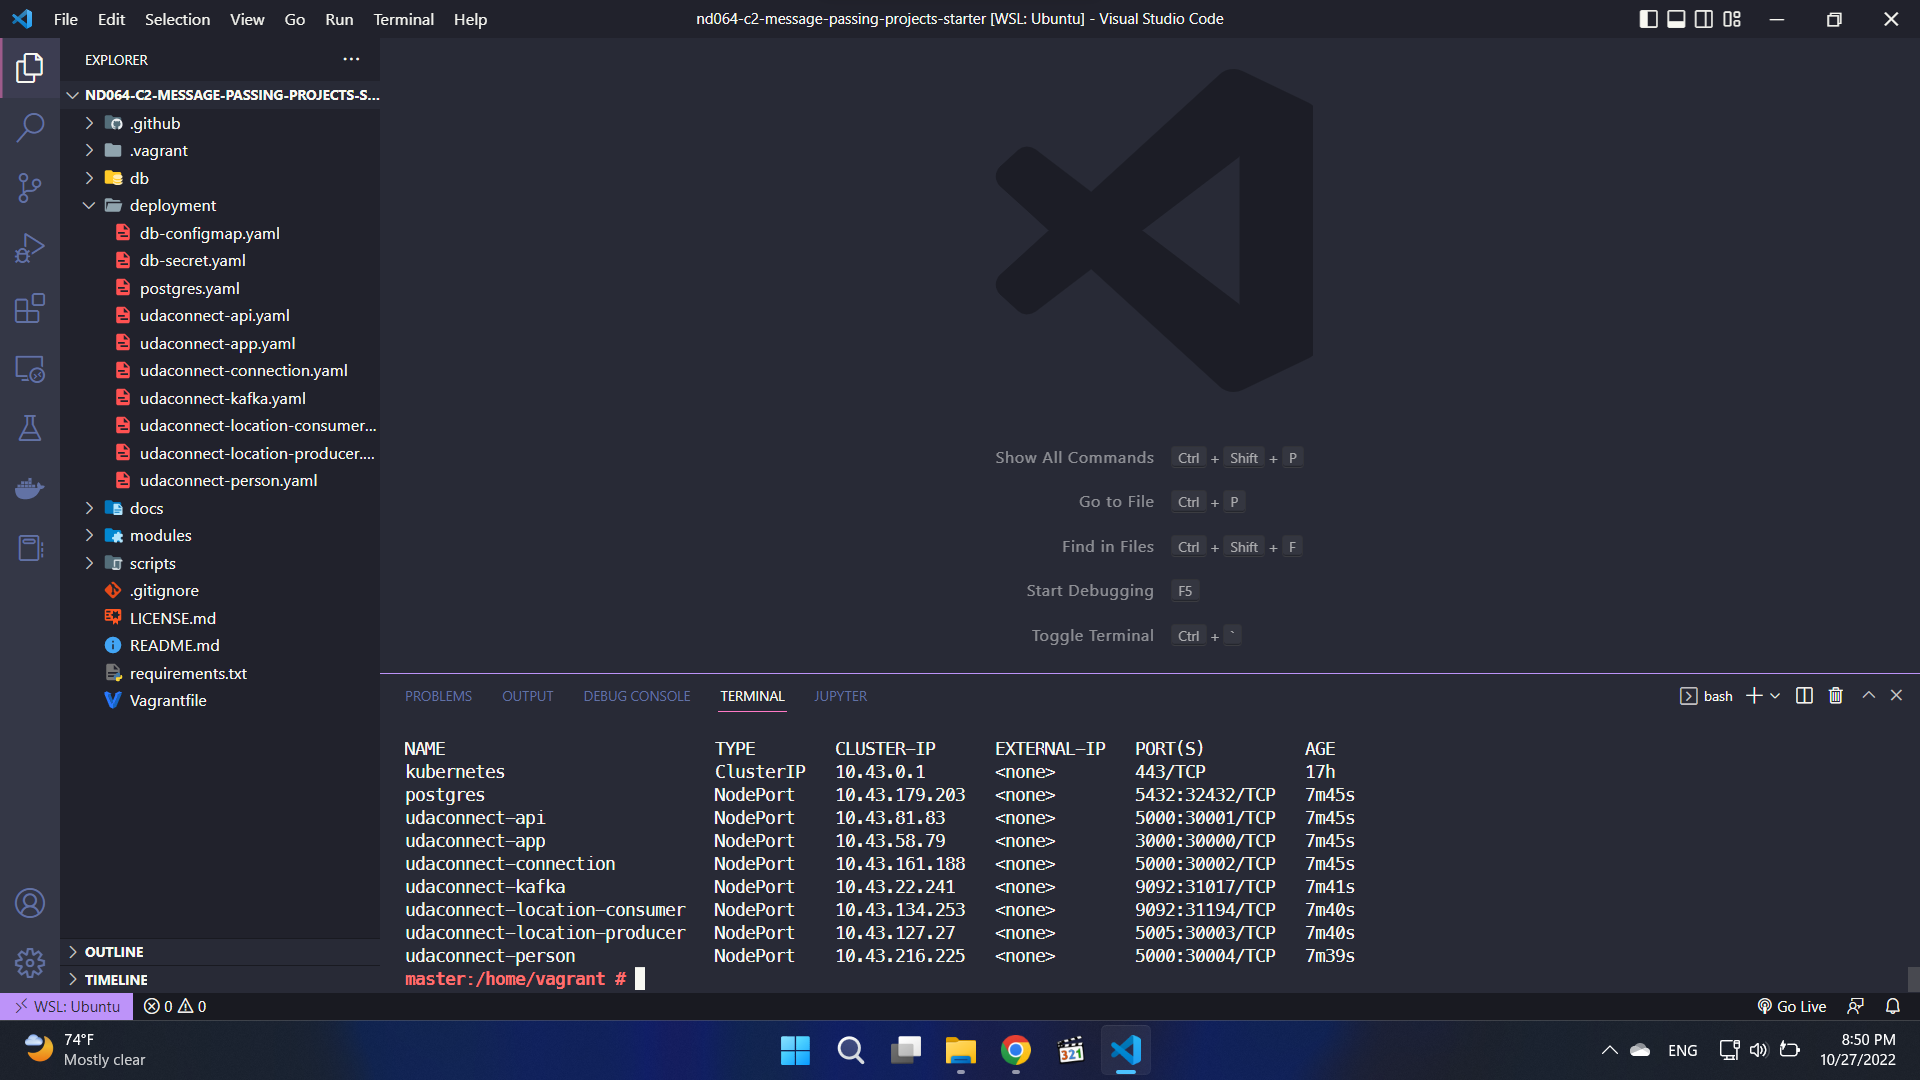 File Edit Selection View Go Run Terminal Help
nd064-c2-message-passing-projects-starter [WSL: Ubuntu] - Visual Studio Code
EXPLORER
ND064-C2-MESSAGE-PASSING-PROJECTS-S...
.github
.vagrant
db
deployment
db-configmap.yaml
db-secret.yaml
postgres.yaml
udaconnect-api.yaml
udaconnect-app.yaml
udaconnect-connection.yaml
udaconnect-kafka.yaml
udaconnect-location-consumer...
udaconnect-location-producer....
udaconnect-person.yaml
docs
modules
scripts
.gitignore
LICENSE.md
README.md
requirements.txt
Vagrantfile
OUTLINE
TIMELINE
Show All Commands Ctrl + Shift + P
Go to File Ctrl + P
Find in Files Ctrl + Shift + F
Start Debugging F5
Toggle Terminal Ctrl + `
PROBLEMS OUTPUT DEBUG CONSOLE TERMINAL JUPYTER
bash
NAME TYPE CLUSTER-IP EXTERNAL-IP PORT(S) AGE
kubernetes ClusterIP 10.43.0.1 <none> 443/TCP 17h
postgres NodePort 10.43.179.203 <none> 5432:32432/TCP 7m45s
udaconnect-api NodePort 10.43.81.83 <none> 5000:30001/TCP 7m45s
udaconnect-app NodePort 10.43.58.79 <none> 3000:30000/TCP 7m45s
udaconnect-connection NodePort 10.43.161.188 <none> 5000:30002/TCP 7m45s
udaconnect-kafka NodePort 10.43.22.241 <none> 9092:31017/TCP 7m41s
udaconnect-location-consumer NodePort 10.43.134.253 <none> 9092:31194/TCP 7m40s
udaconnect-location-producer NodePort 10.43.127.27 <none> 5005:30003/TCP 7m40s
udaconnect-person NodePort 10.43.216.225 <none> 5000:30004/TCP 7m39s
master:/home/vagrant #
WSL: Ubuntu 0 0
Go Live
74°F
Mostly clear
321
ENG
8:50 PM
10/27/2022